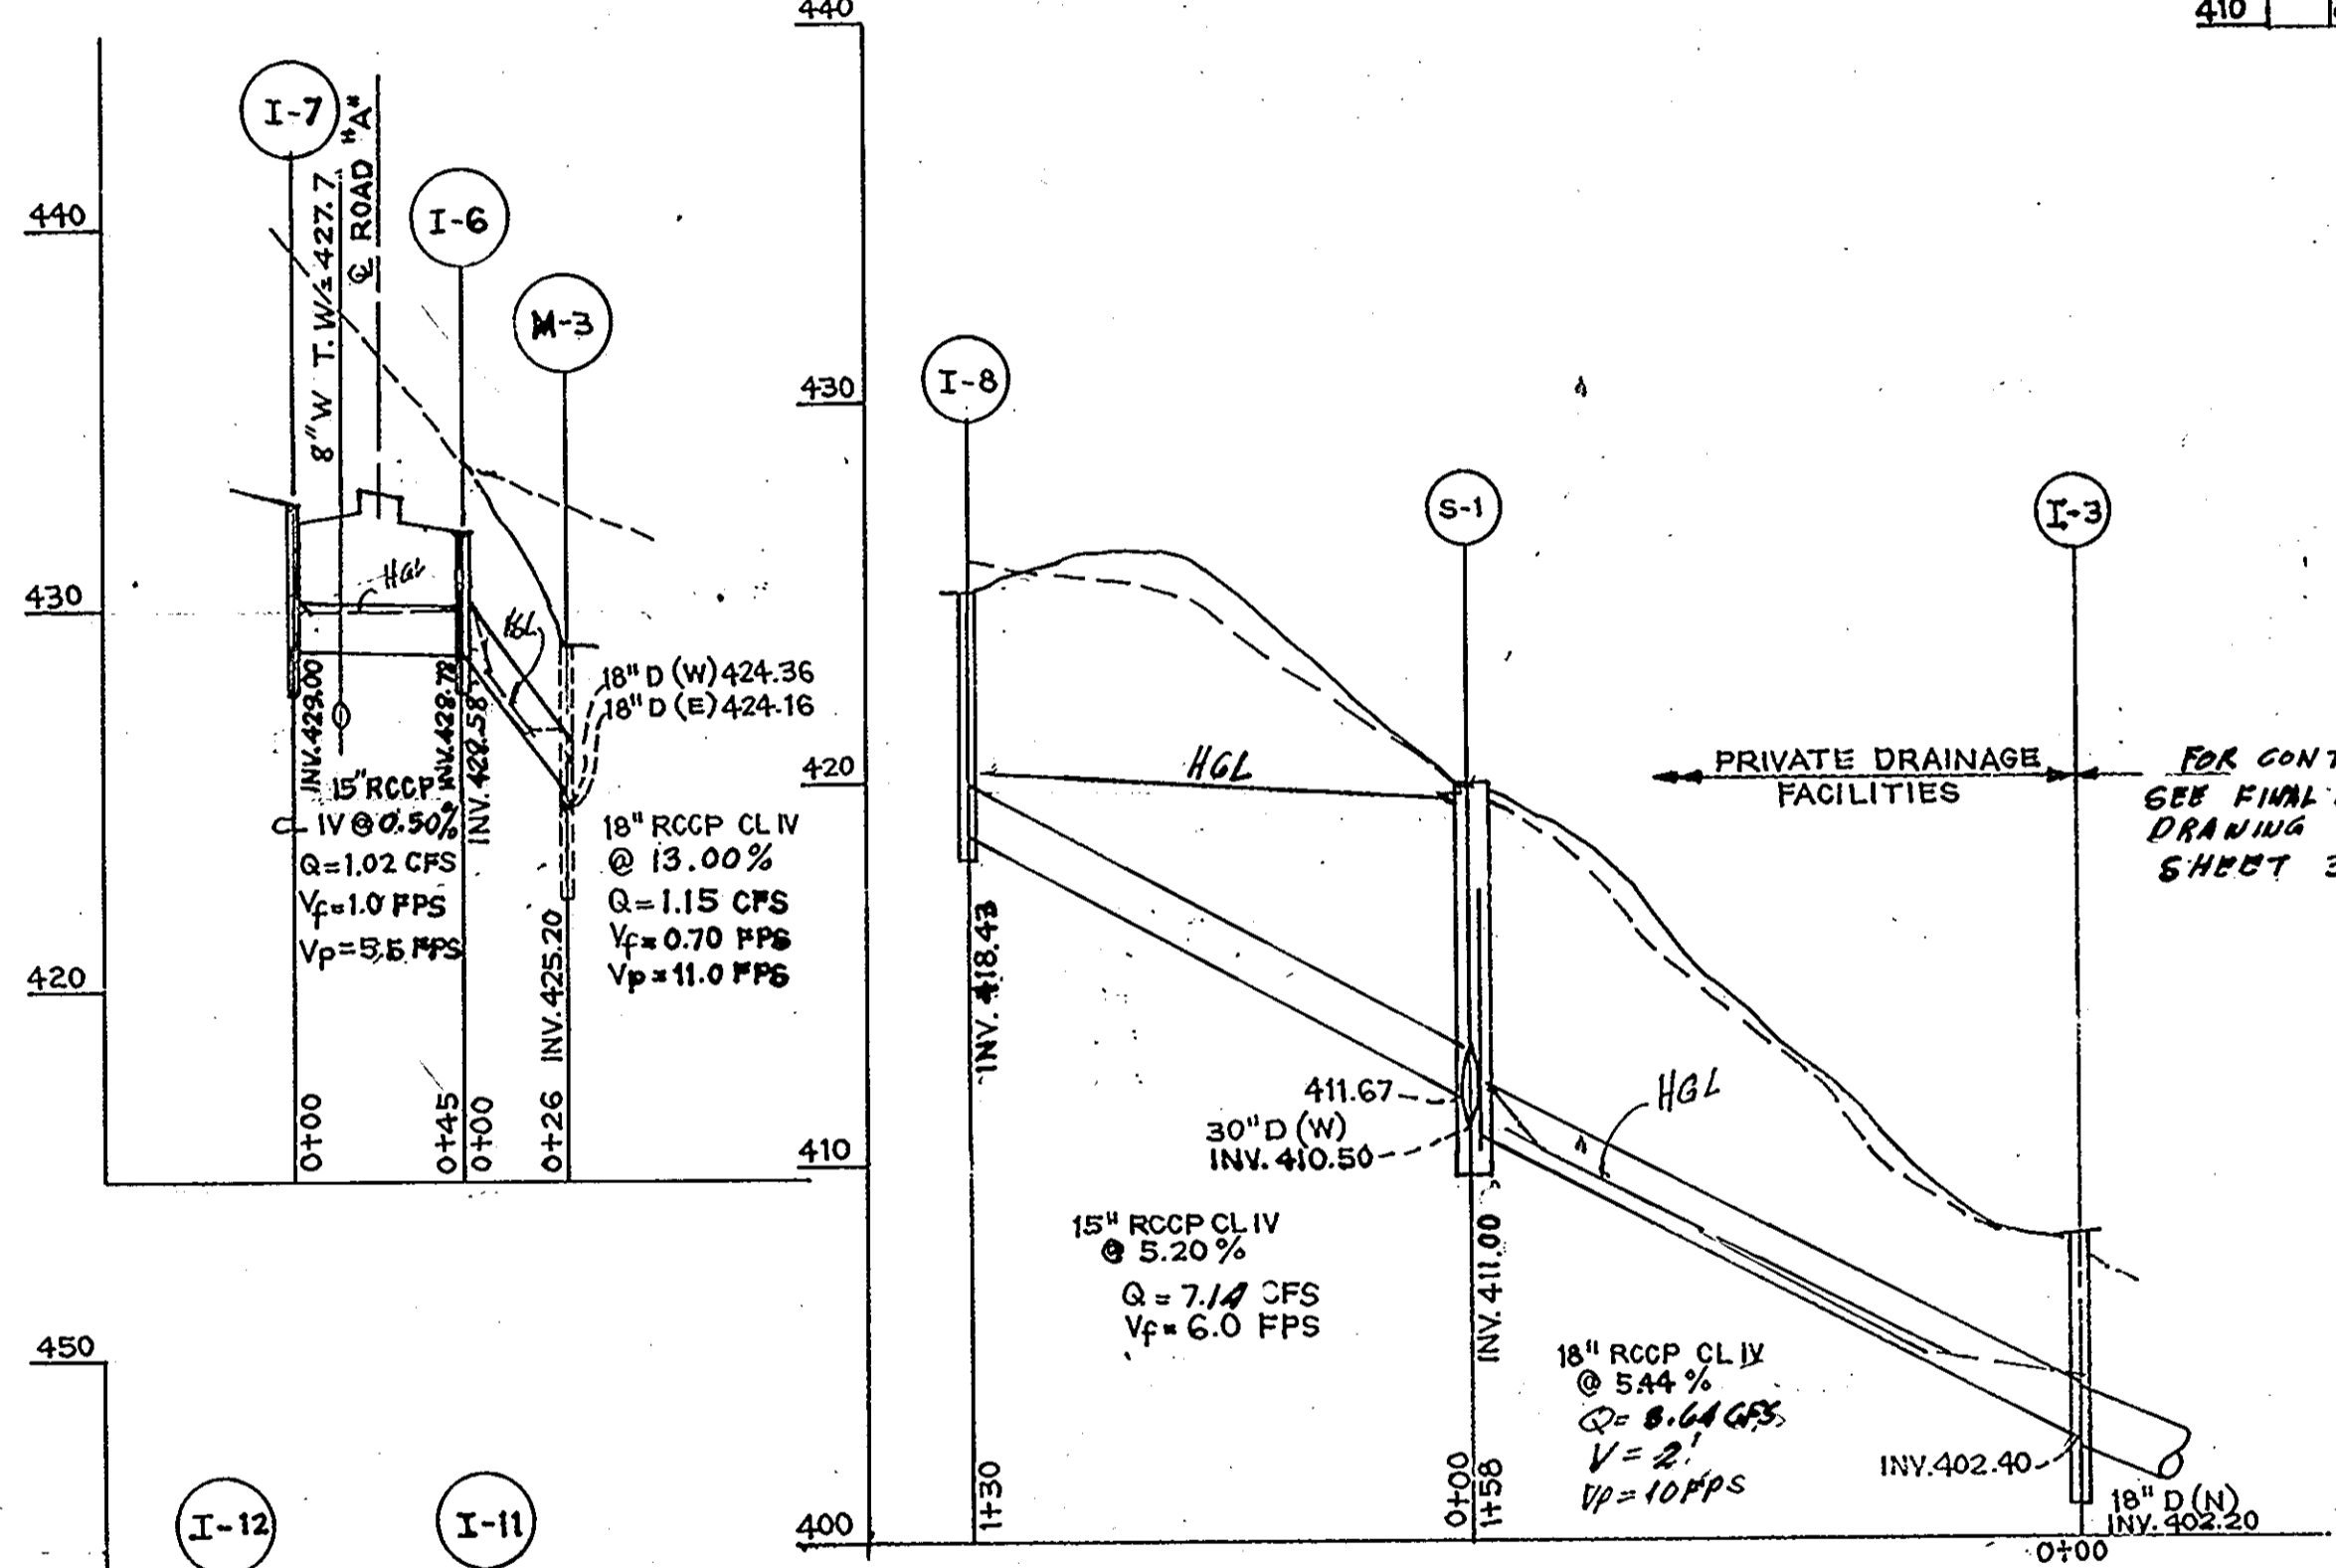 440
410
I-7
8" W T.W/± 427.7
℄ ROAD "A"
I-6
M-3
440
430
420
HGL
HGL
18" D (W) 424.36
18" D (E) 424.16
INV. 429.00
INV. 428.78
INV. 428.58
15" RCCP
CL IV @ 0.50%
Q = 1.02 CFS
Vf = 1.0 FPS
Vp = 5.5 FPS
18" RCCP CL IV
@ 13.00%
Q = 1.15 CFS
Vf = 0.70 FPS
Vp = 11.0 FPS
INV. 425.20
0+00
0+45
0+00
0+26
430
420
410
400
I-8
S-1
I-3
HGL
PRIVATE DRAINAGE
FACILITIES
FOR CONT
SEE FINAL
DRAWING
SHEET 3
INV. 418.43
411.67
30" D (W)
INV. 410.50
HGL
15" RCCP CL IV
@ 5.20%
Q = 7.14 CFS
Vf = 6.0 FPS
INV. 411.00
18" RCCP CL IV
@ 5.44%
CFS
V = 2'
Vp = 10 FPS
INV. 402.40
18" D (N)
INV. 402.20
1+30
0+00
1+58
0+00
450
I-12
I-11